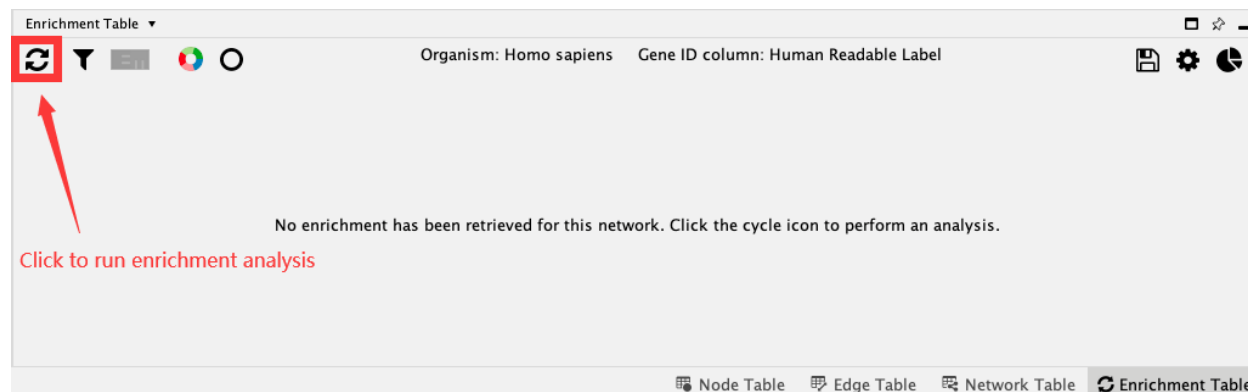 Enrichment Table
Em
Organism: Homo sapiens Gene ID column: Human Readable Label
No enrichment has been retrieved for this network. Click the cycle icon to perform an analysis.
Click to run enrichment analysis
Node Table Edge Table Network Table Enrichment Table